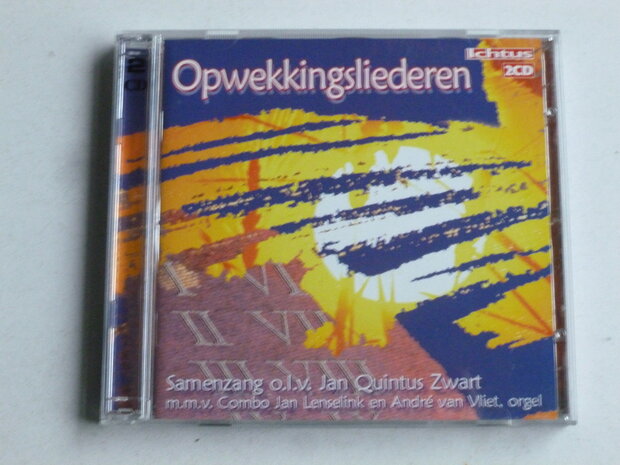 Ichtus
Opwekkingsliederen
2CD
I VI
II VII
III VIII
Samenzang o.l.v. Jan Quintus Zwart
m.m.v. Combo Jan Lenselink en André van Vliet, orgel